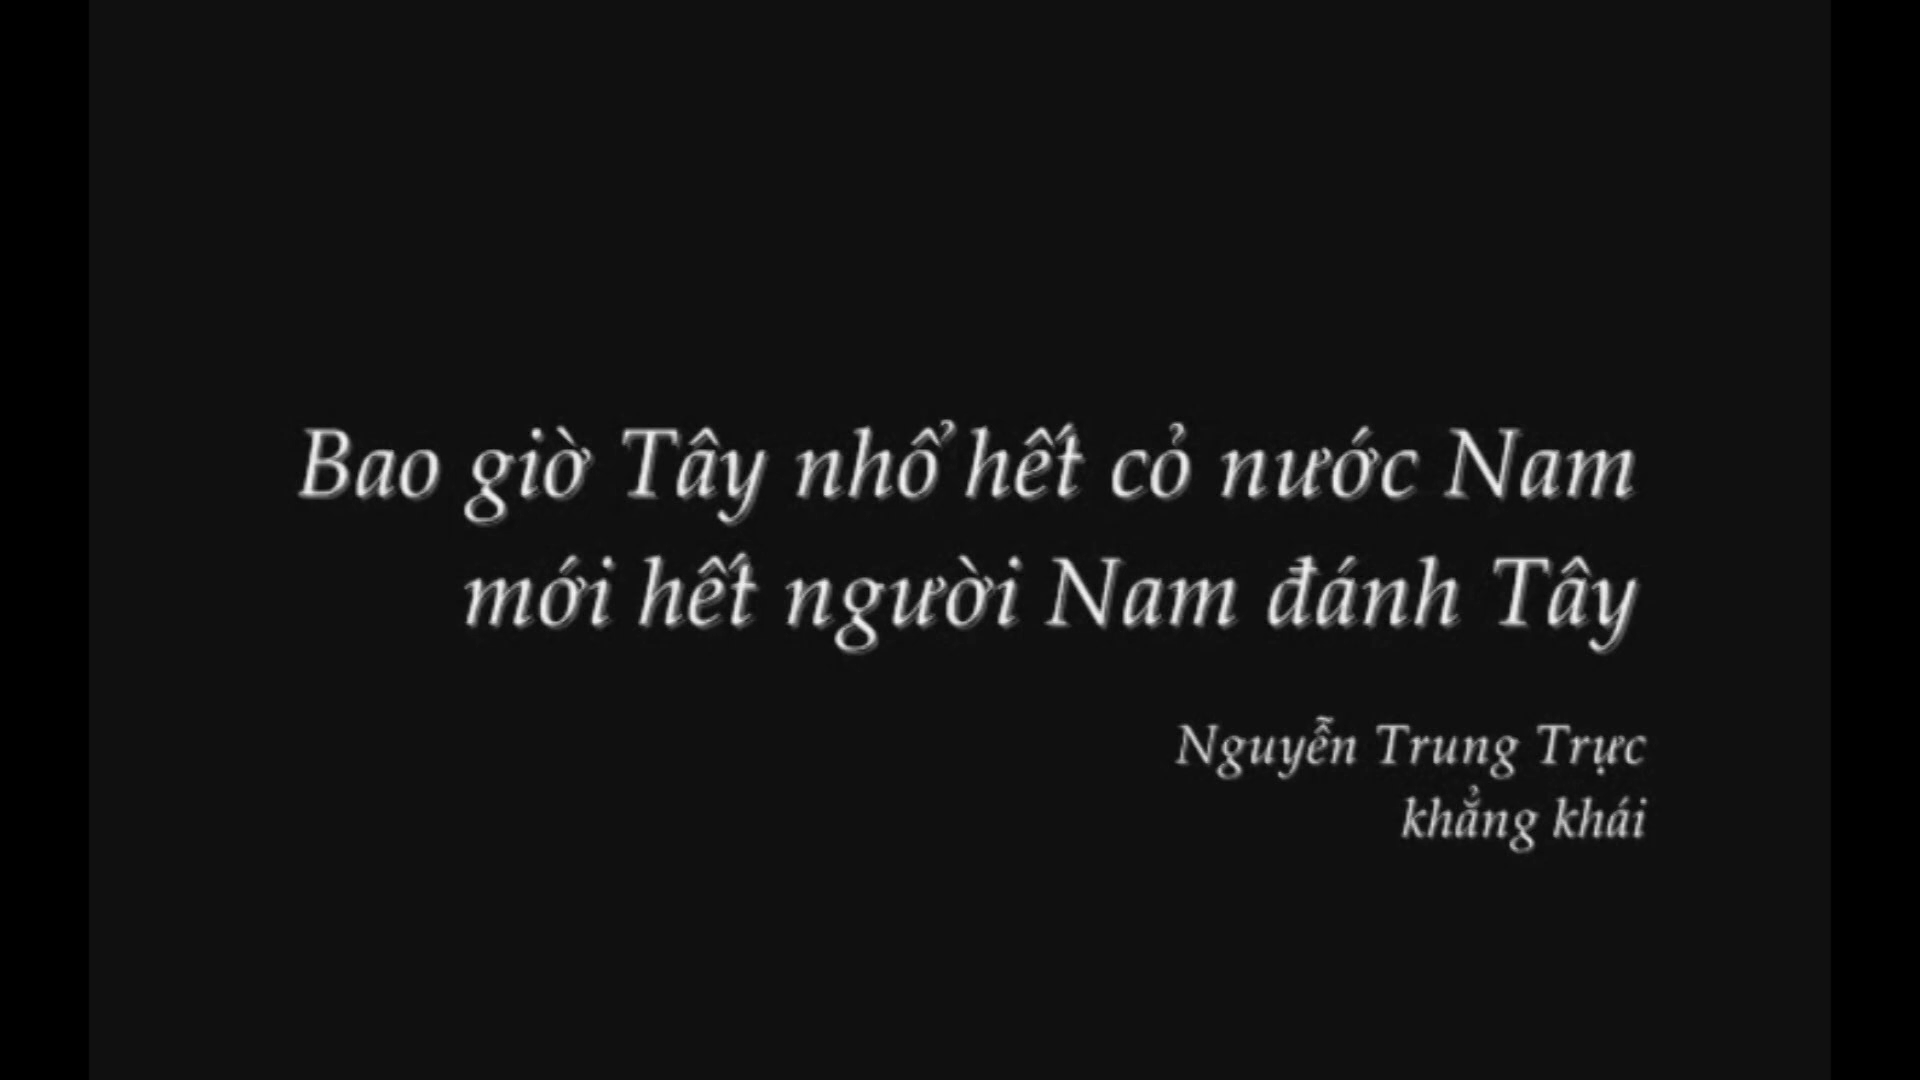 Bao giờ Tây nhổ hết cỏ nước Nam
mới hết người Nam đánh Tây
Nguyễn Trung Trực
khẳng khái